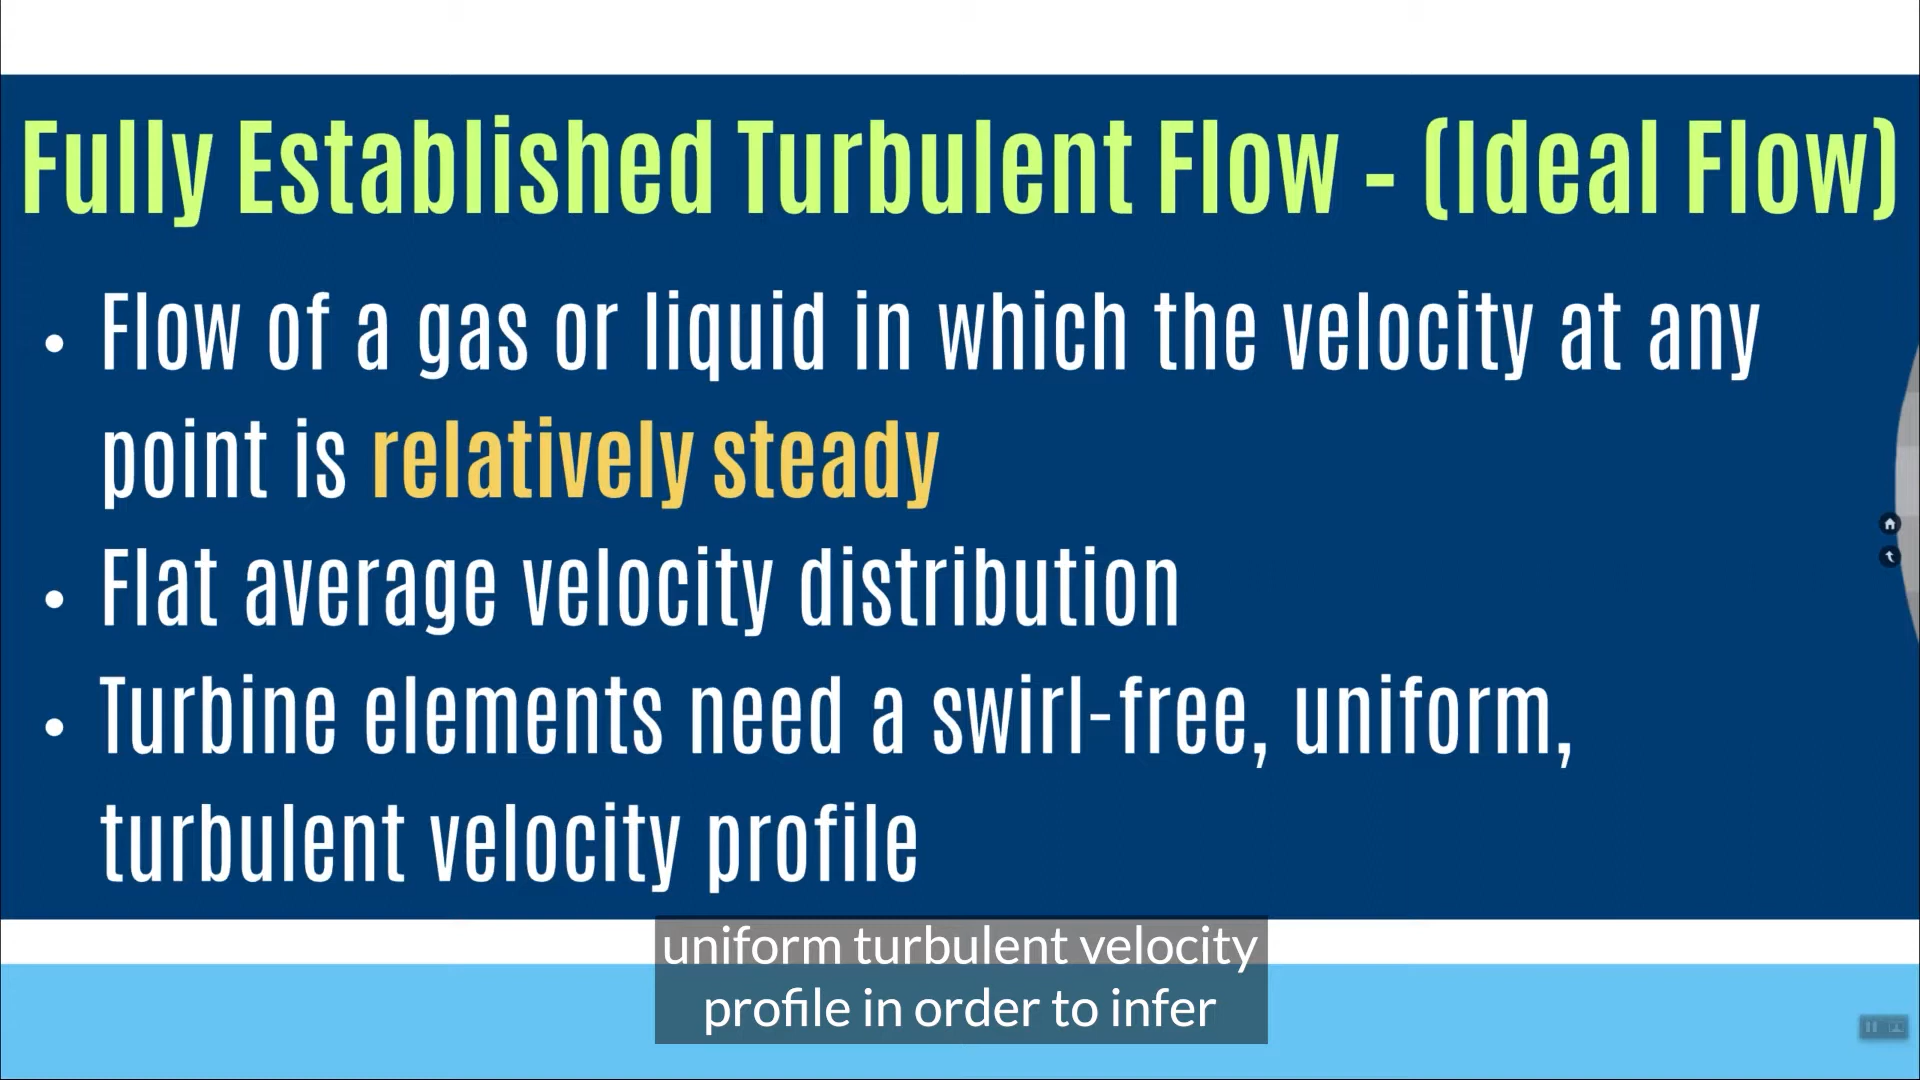 Fully Established Turbulent Flow - (Ideal Flow)
• Flow of a gas or liquid in which the velocity at any
point is relatively steady
• Flat average velocity distribution
• Turbine elements need a swirl-free, uniform,
turbulent velocity profile
uniform turbulent velocity
profile in order to infer